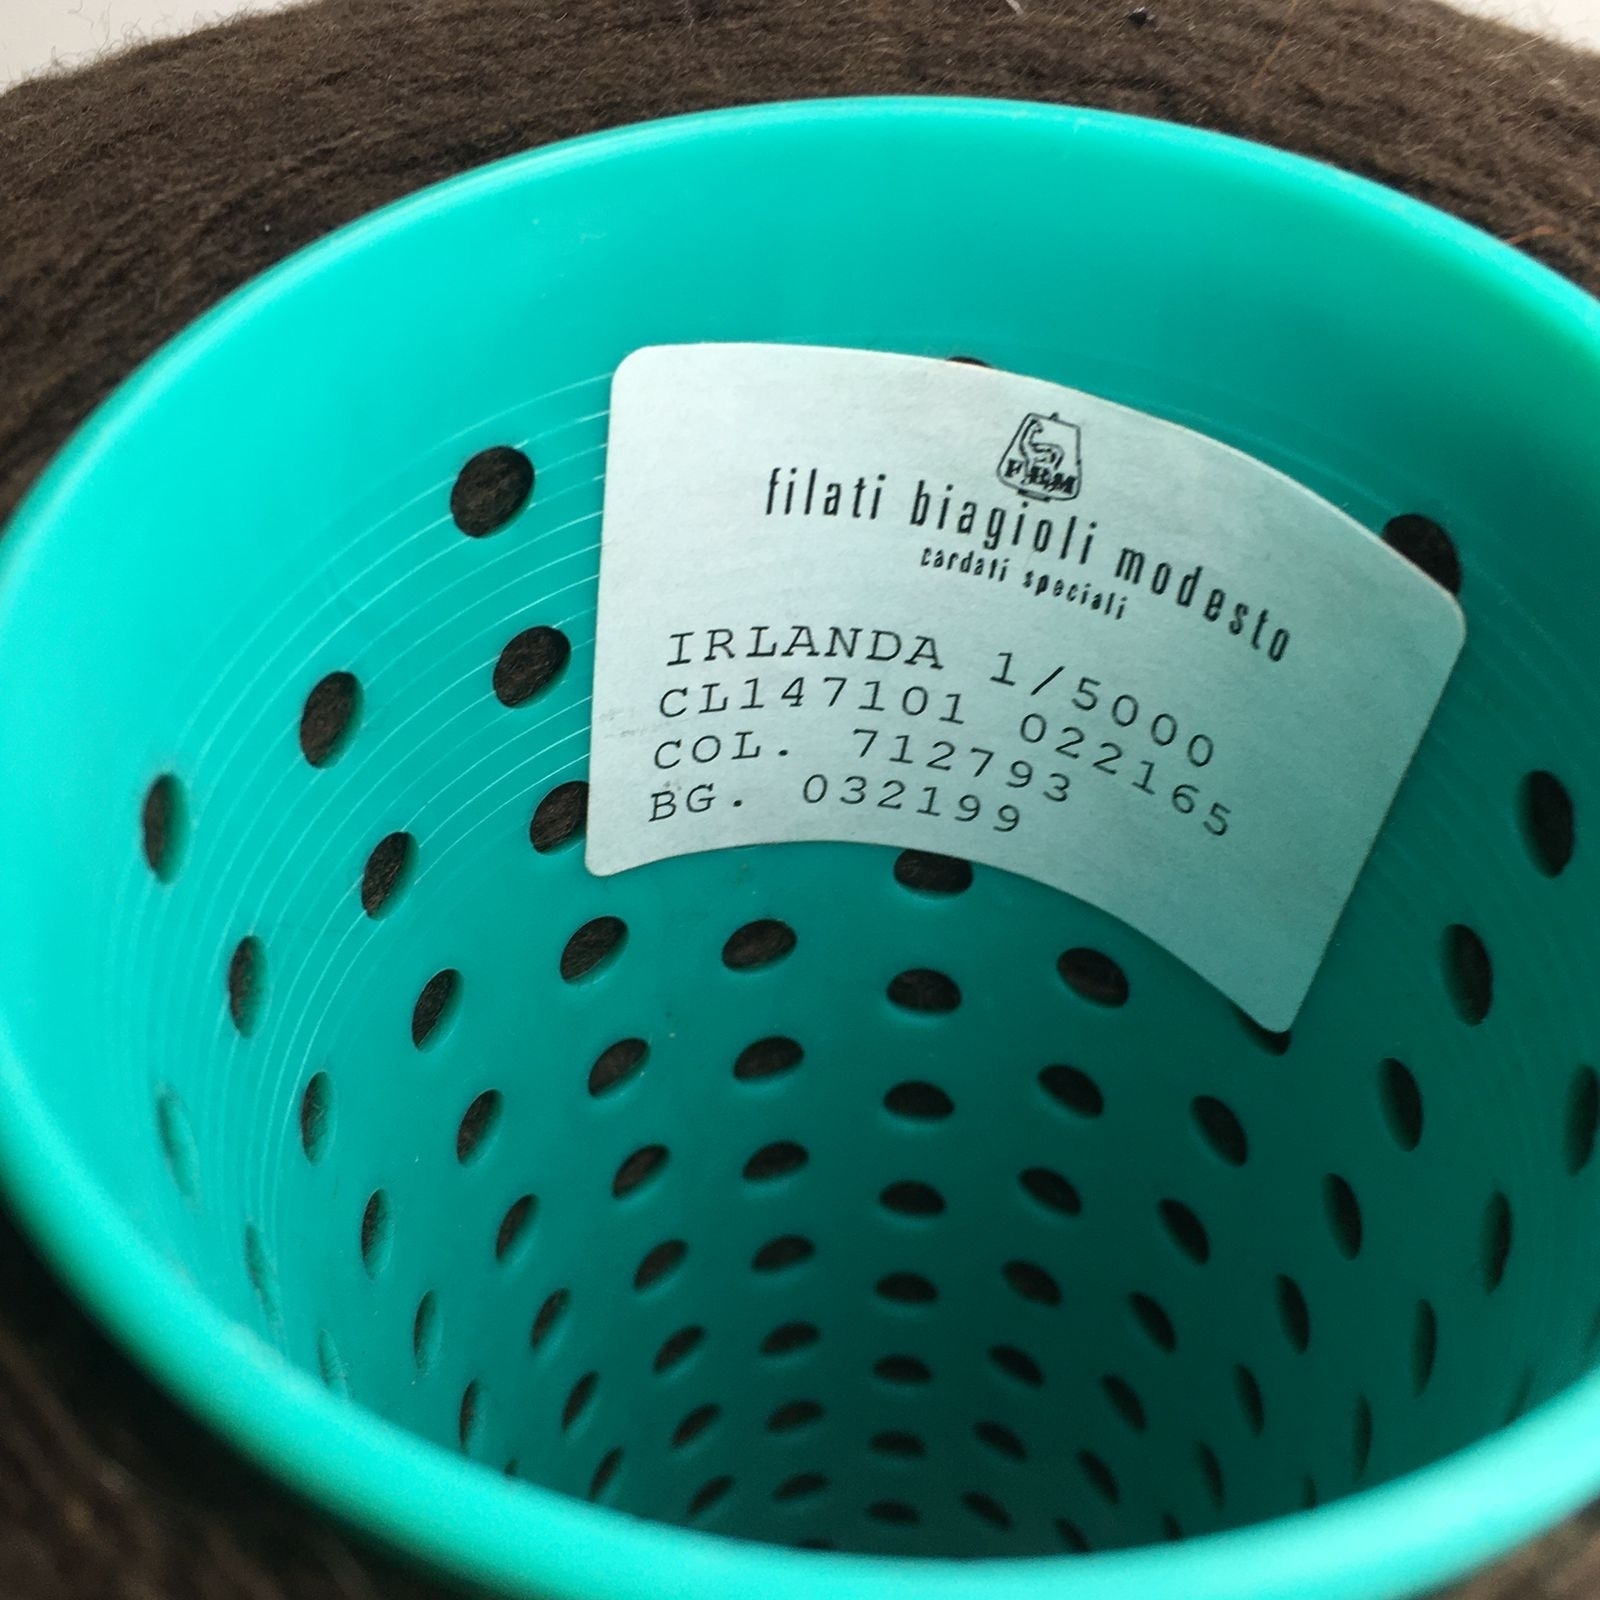 FBM
filati biagioli modesto
cardati speciali
IRLANDA 1/5000
CL147101 022165
COL. 712793
BG. 032199